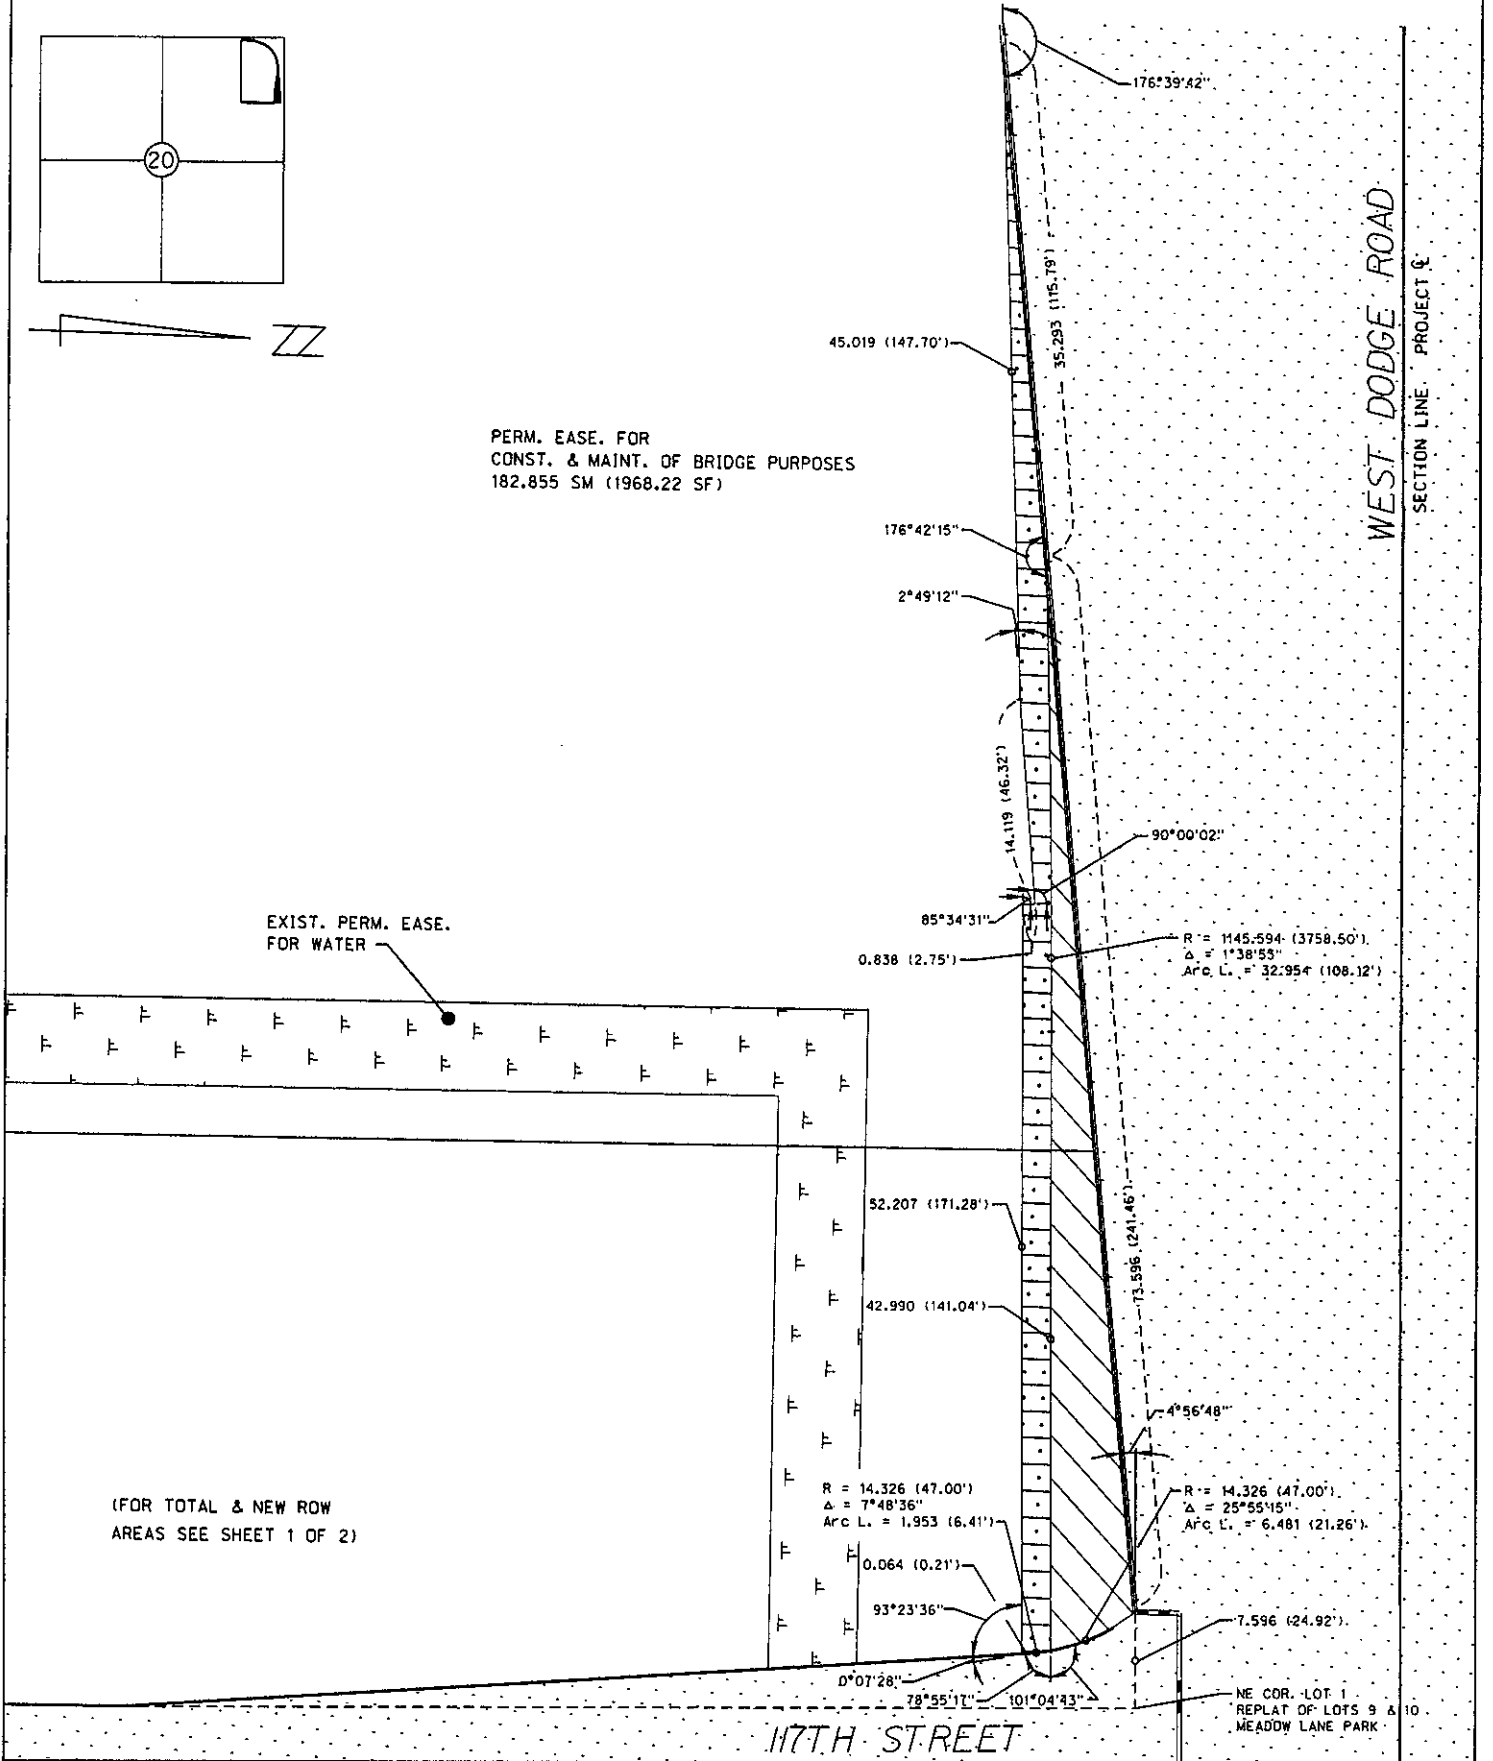 176°39'42"
20
WEST DODGE ROAD
SECTION LINE PROJECT ℄
35.293 (115.79')
45.019 (147.70')
PERM. EASE. FOR
CONST. & MAINT. OF BRIDGE PURPOSES
182.855 SM (1968.22 SF)
176°42'15"
2°49'12"
14.119 (46.32')
90°00'02"
85°34'31"
0.838 (2.75')
R = 1145.594 (3758.50')
Δ = 1°38'53"
Arc L. = 32.954 (108.12')
EXIST. PERM. EASE.
FOR WATER
52.207 (171.28')
73.596 (241.46')
42.990 (141.04')
4°56'48"
R = 14.326 (47.00')
Δ = 7°48'36"
Arc L. = 1.953 (6.41')
R = 14.326 (47.00')
Δ = 25°55'15"
Arc L. = 6.481 (21.26')
(FOR TOTAL & NEW ROW
AREAS SEE SHEET 1 OF 2)
0.064 (0.21')
93°23'36"
7.596 (24.92')
0°07'28"
78°55'17"
101°04'43"
NE COR. LOT 1
REPLAT OF LOTS 9 & 10
MEADOW LANE PARK
117TH STREET